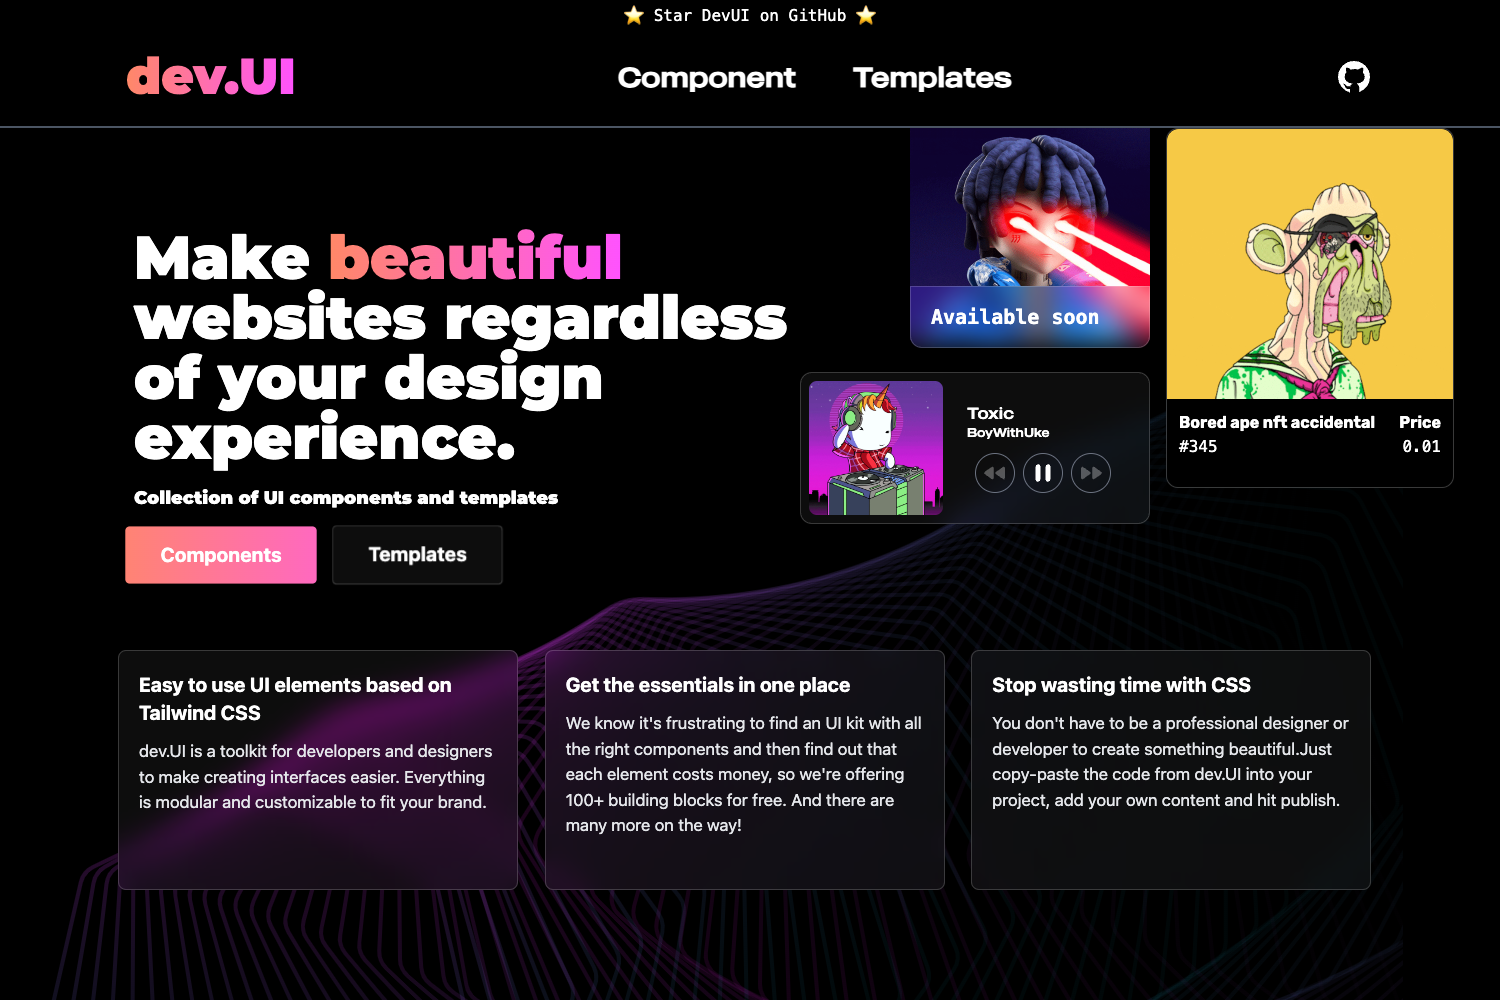 ⭐ Star DevUI on GitHub ⭐
dev.UI
Component
Templates
Make beautiful
websites regardless
of your design
experience.
Collection of UI components and templates
Components
Templates
Available soon
Toxic
BoyWithUke
Bored ape nft accidental
Price
#345
0.01
Easy to use UI elements based on
Tailwind CSS
dev.UI is a toolkit for developers and designers
to make creating interfaces easier. Everything
is modular and customizable to fit your brand.
Get the essentials in one place
We know it's frustrating to find an UI kit with all
the right components and then find out that
each element costs money, so we're offering
100+ building blocks for free. And there are
many more on the way!
Stop wasting time with CSS
You don't have to be a professional designer or
developer to create something beautiful.Just
copy-paste the code from dev.UI into your
project, add your own content and hit publish.